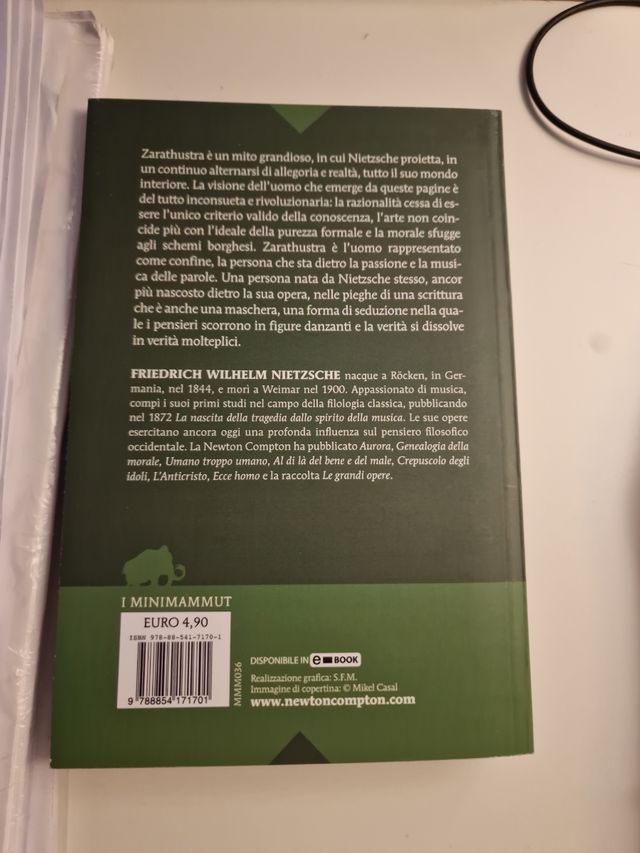 Zarathustra è un mito grandioso, in cui Nietzsche proietta, in
un continuo alternarsi di allegoria e realtà, tutto il suo mondo
interiore. La visione dell'uomo che emerge da queste pagine è
del tutto inconsueta e rivoluzionaria: la razionalità cessa di es-
sere l'unico criterio valido della conoscenza, l'arte non coin-
cide più con l'ideale della purezza formale e la morale sfugge
agli schemi borghesi. Zarathustra è l'uomo rappresentato
come confine, la persona che sta dietro la passione e la musi-
ca delle parole. Una persona nata da Nietzsche stesso, ancor
più nascosto dietro la sua opera, nelle pieghe di una scrittura
che è anche una maschera, una forma di seduzione nella qua-
le i pensieri scorrono in figure danzanti e la verità si dissolve
in verità molteplici.
FRIEDRICH WILHELM NIETZSCHE nacque a Röcken, in Ger-
mania, nel 1844, e morì a Weimar nel 1900. Appassionato di musica,
compì i suoi primi studi nel campo della filologia classica, pubblicando
nel 1872 La nascita della tragedia dallo spirito della musica. Le sue opere
esercitano ancora oggi una profonda influenza sul pensiero filosofico
occidentale. La Newton Compton ha pubblicato Aurora, Genealogia della
morale, Umano troppo umano, Al di là del bene e del male, Crepuscolo degli
idoli, L'Anticristo, Ecce homo e la raccolta Le grandi opere.
I MINIMAMMUT
EURO 4,90
ISBN 978-88-541-7170-1
9 788854 171701
MMM036
DISPONIBILE IN e BOOK
Realizzazione grafica: S.F.M.
Immagine di copertina: © Mikel Casal
www.newtoncompton.com